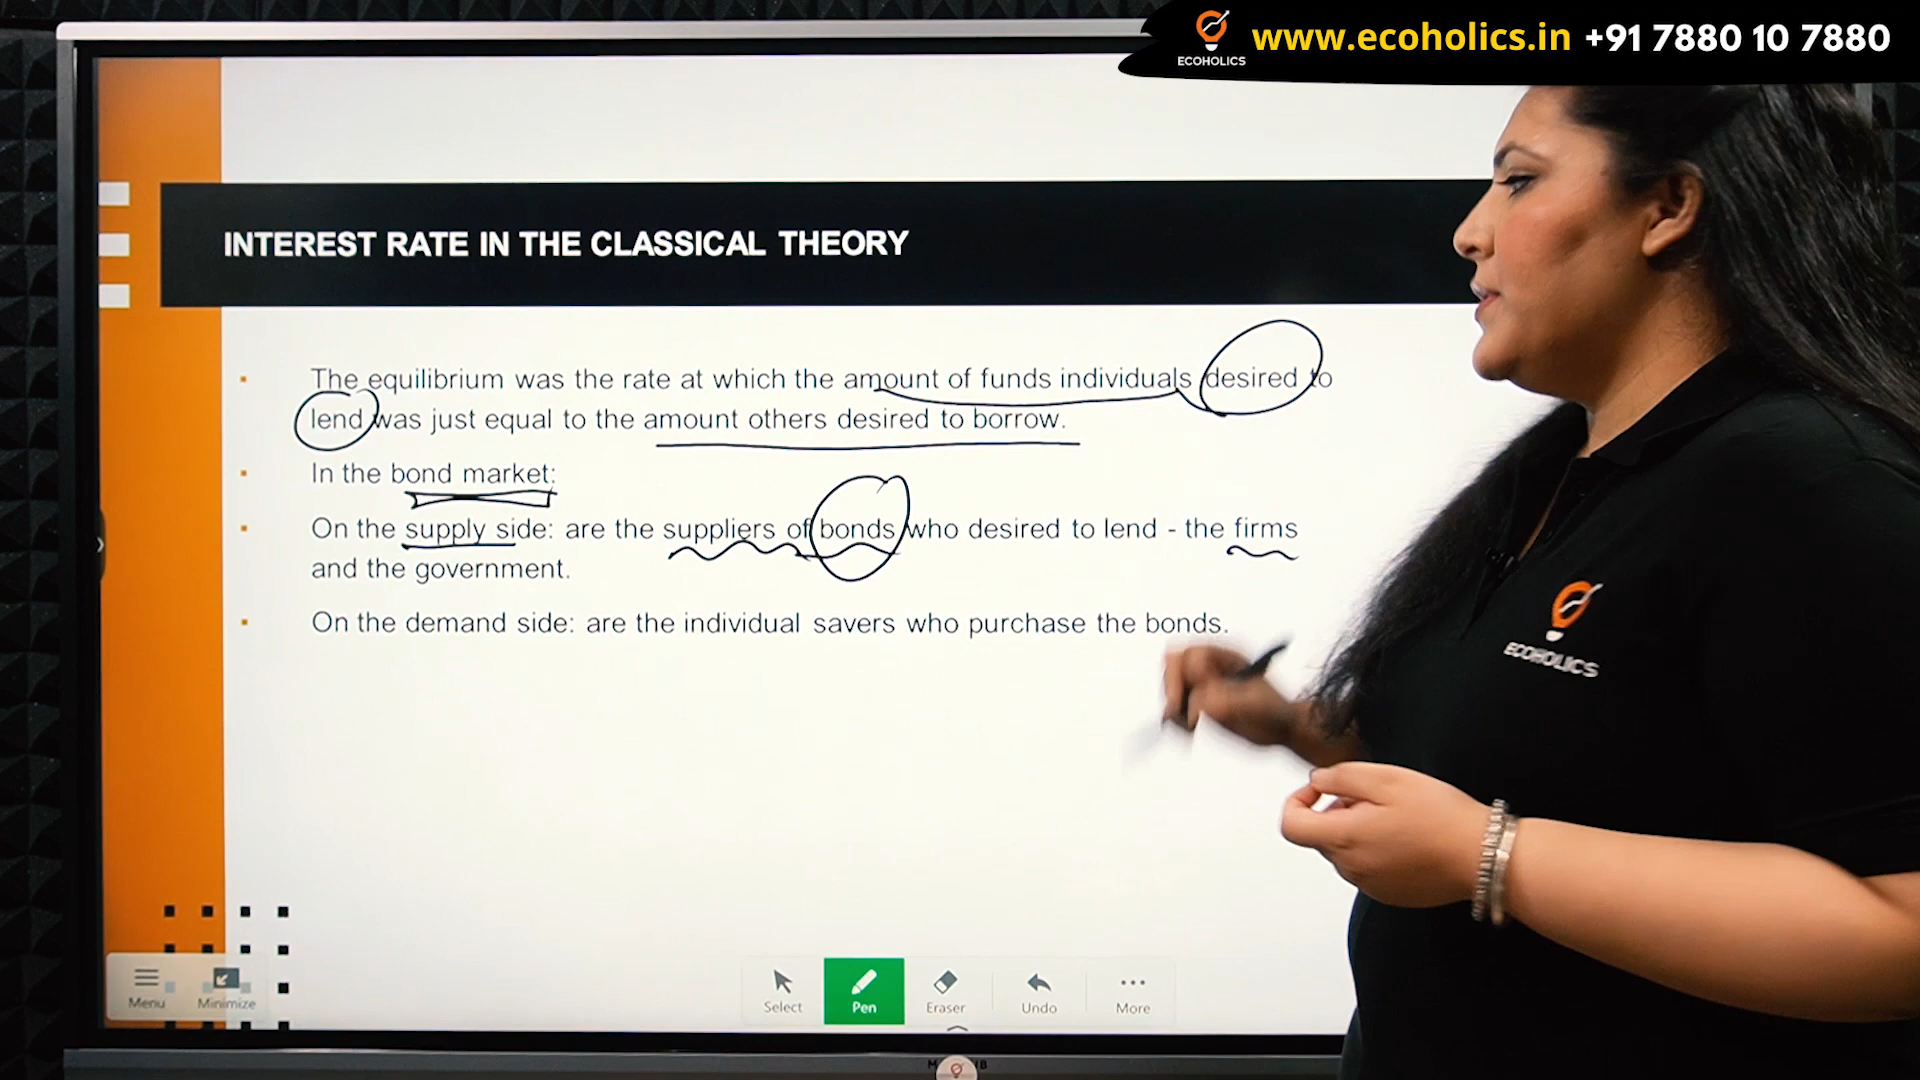 www.ecoholics.in +91 7880 10 7880
ECOHOLICS
INTEREST RATE IN THE CLASSICAL THEORY
The equilibrium was the rate at which the amount of funds individuals desired to
lend was just equal to the amount others desired to borrow.
In the bond market:
On the supply side: are the suppliers of bonds who desired to lend - the firms
and the government.
On the demand side: are the individual savers who purchase the bonds.
ECOHOLICS
Menu
Minimize
Select
Pen
Eraser
Undo
More